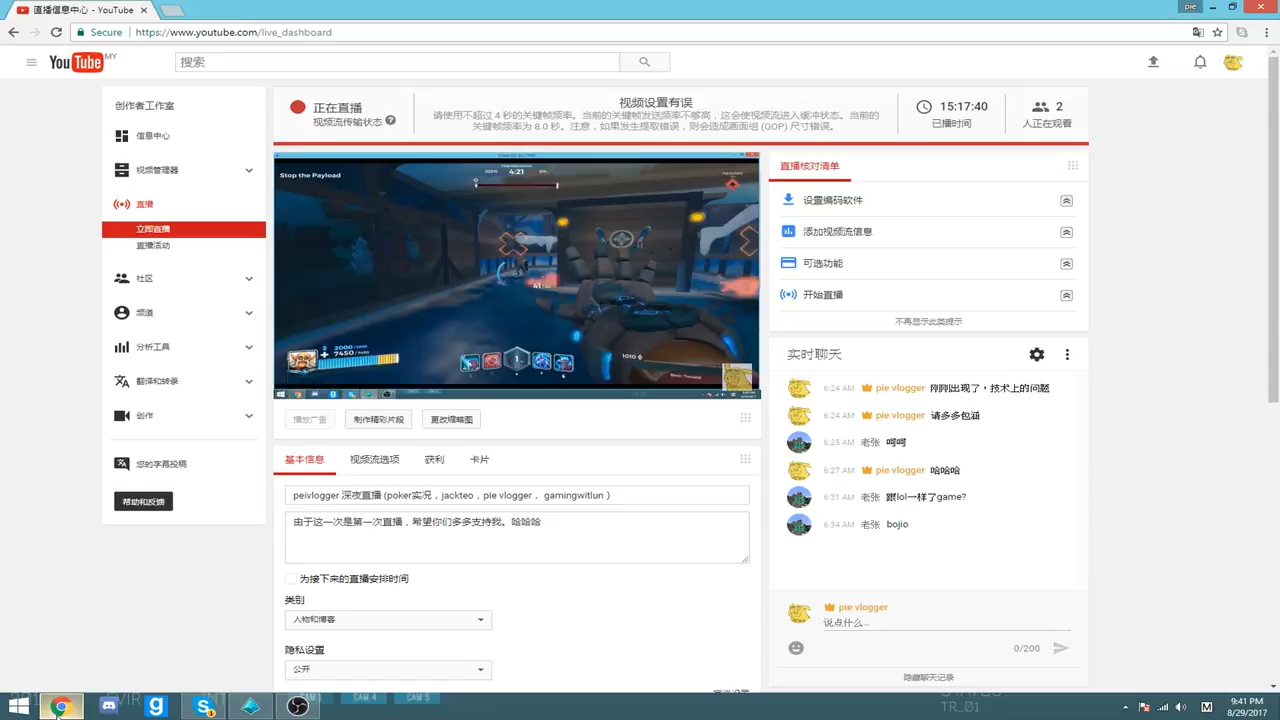 直播信息中心 - YouTube
pie
Secure
https://www.youtube.com/live_dashboard
YouTube MY
搜索
创作者工作室
信息中心
视频管理器
直播
立即直播
直播活动
社区
频道
分析工具
翻译和转录
创作
您的字幕投稿
帮助和反馈
正在直播
视频流传输状态
视频设置有误
请使用不超过 4 秒的关键帧频率。当前的关键帧发送频率不够高，这会使视频流进入缓冲状态。当前的
关键帧频率为 8.0 秒。注意，如果发生提取错误，则会造成画面组 (GOP) 尺寸错误。
15:17:40
已播时间
2
人正在观看
Stop the Payload
4:21
41
2000
7450
1010
播放广告
制作精彩片段
更改缩略图
基本信息
视频流选项
获利
卡片
peivlogger 深夜直播 (poker实况，jackteo，pie vlogger， gamingwitlun )
由于这一次是第一次直播，希望你们多多支持我。哈哈哈
为接下来的直播安排时间
类别
人物和博客
隐私设置
公开
直播核对清单
设置编码软件
添加视频流信息
可选功能
开始直播
不再显示此类提示
实时聊天
6:24 AM pie vlogger 刚刚出现了，技术上的问题
6:24 AM pie vlogger 请多多包涵
6:25 AM 老张 呵呵
6:27 AM pie vlogger 哈哈哈
6:31 AM 老张 跟lol一样了game?
6:34 AM 老张 bojio
pie vlogger
说点什么...
0/200
隐藏聊天记录
CAM 4
CAM 5
TR_01
9:41 PM
8/29/2017